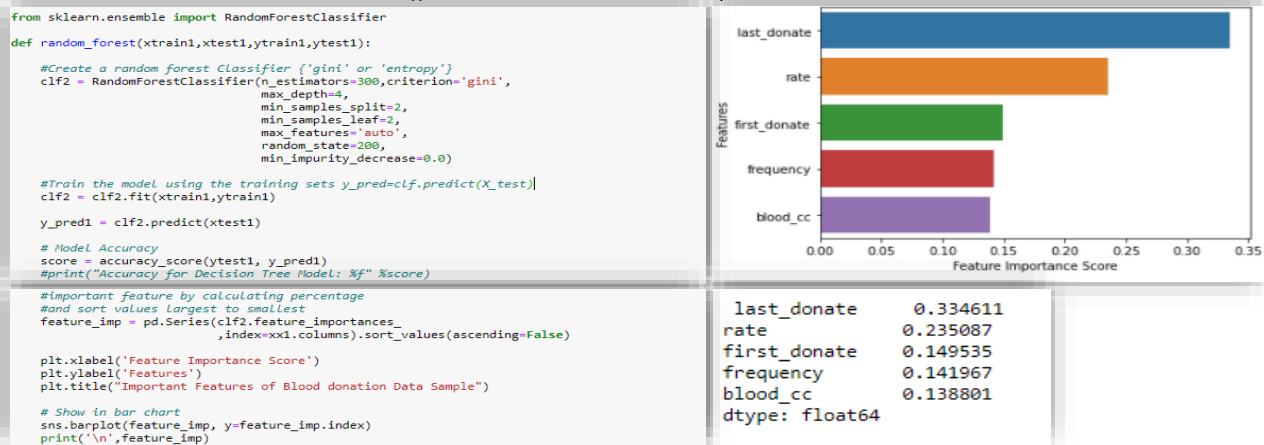 from sklearn.ensemble import RandomForestClassifier
def random_forest(xtrain1,xtest1,ytrain1,ytest1):
#Create a random forest Classifier {'gini' or 'entropy'}
clf2 = RandomForestClassifier(n_estimators=300,criterion='gini',
max_depth=4,
min_samples_split=2,
min_samples_leaf=2,
max_features='auto',
random_state=200,
min_impurity_decrease=0.0)
#Train the model using the training sets y_pred=clf.predict(X_test)
clf2 = clf2.fit(xtrain1,ytrain1)
y_pred1 = clf2.predict(xtest1)
# Model Accuracy
score = accuracy_score(ytest1, y_pred1)
#print("Accuracy for Decision Tree Model: %f" %score)
#important feature by calculating percentage
#and sort values largest to smallest
feature_imp = pd.Series(clf2.feature_importances_
,index=xx1.columns).sort_values(ascending=False)
plt.xlabel('Feature Importance Score')
plt.ylabel('Features')
plt.title("Important Features of Blood donation Data Sample")
# Show in bar chart
sns.barplot(feature_imp, y=feature_imp.index)
print('\n',feature_imp)
Features
last_donate
rate
first_donate
frequency
blood_cc
0.00 0.05 0.10 0.15 0.20 0.25 0.30 0.35
Feature Importance Score
last_donate 0.334611
rate 0.235087
first_donate 0.149535
frequency 0.141967
blood_cc 0.138801
dtype: float64